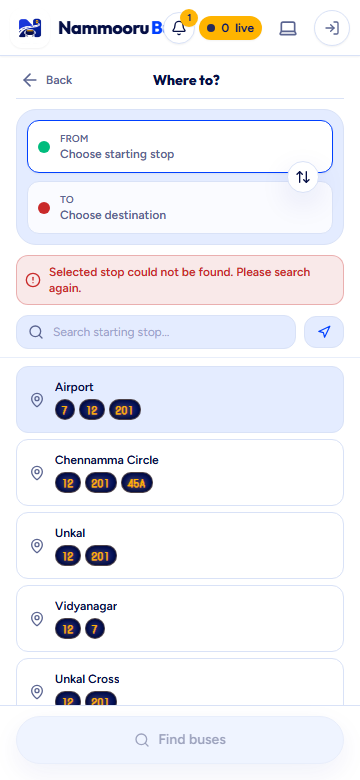 Nammooru B
1
0 live
Back
Where to?
FROM
Choose starting stop
TO
Choose destination
Selected stop could not be found. Please search again.
Search starting stop...
Airport
7 12 201
Chennamma Circle
12 201 45A
Unkal
12 201
Vidyanagar
12 7
Unkal Cross
12 201
Find buses